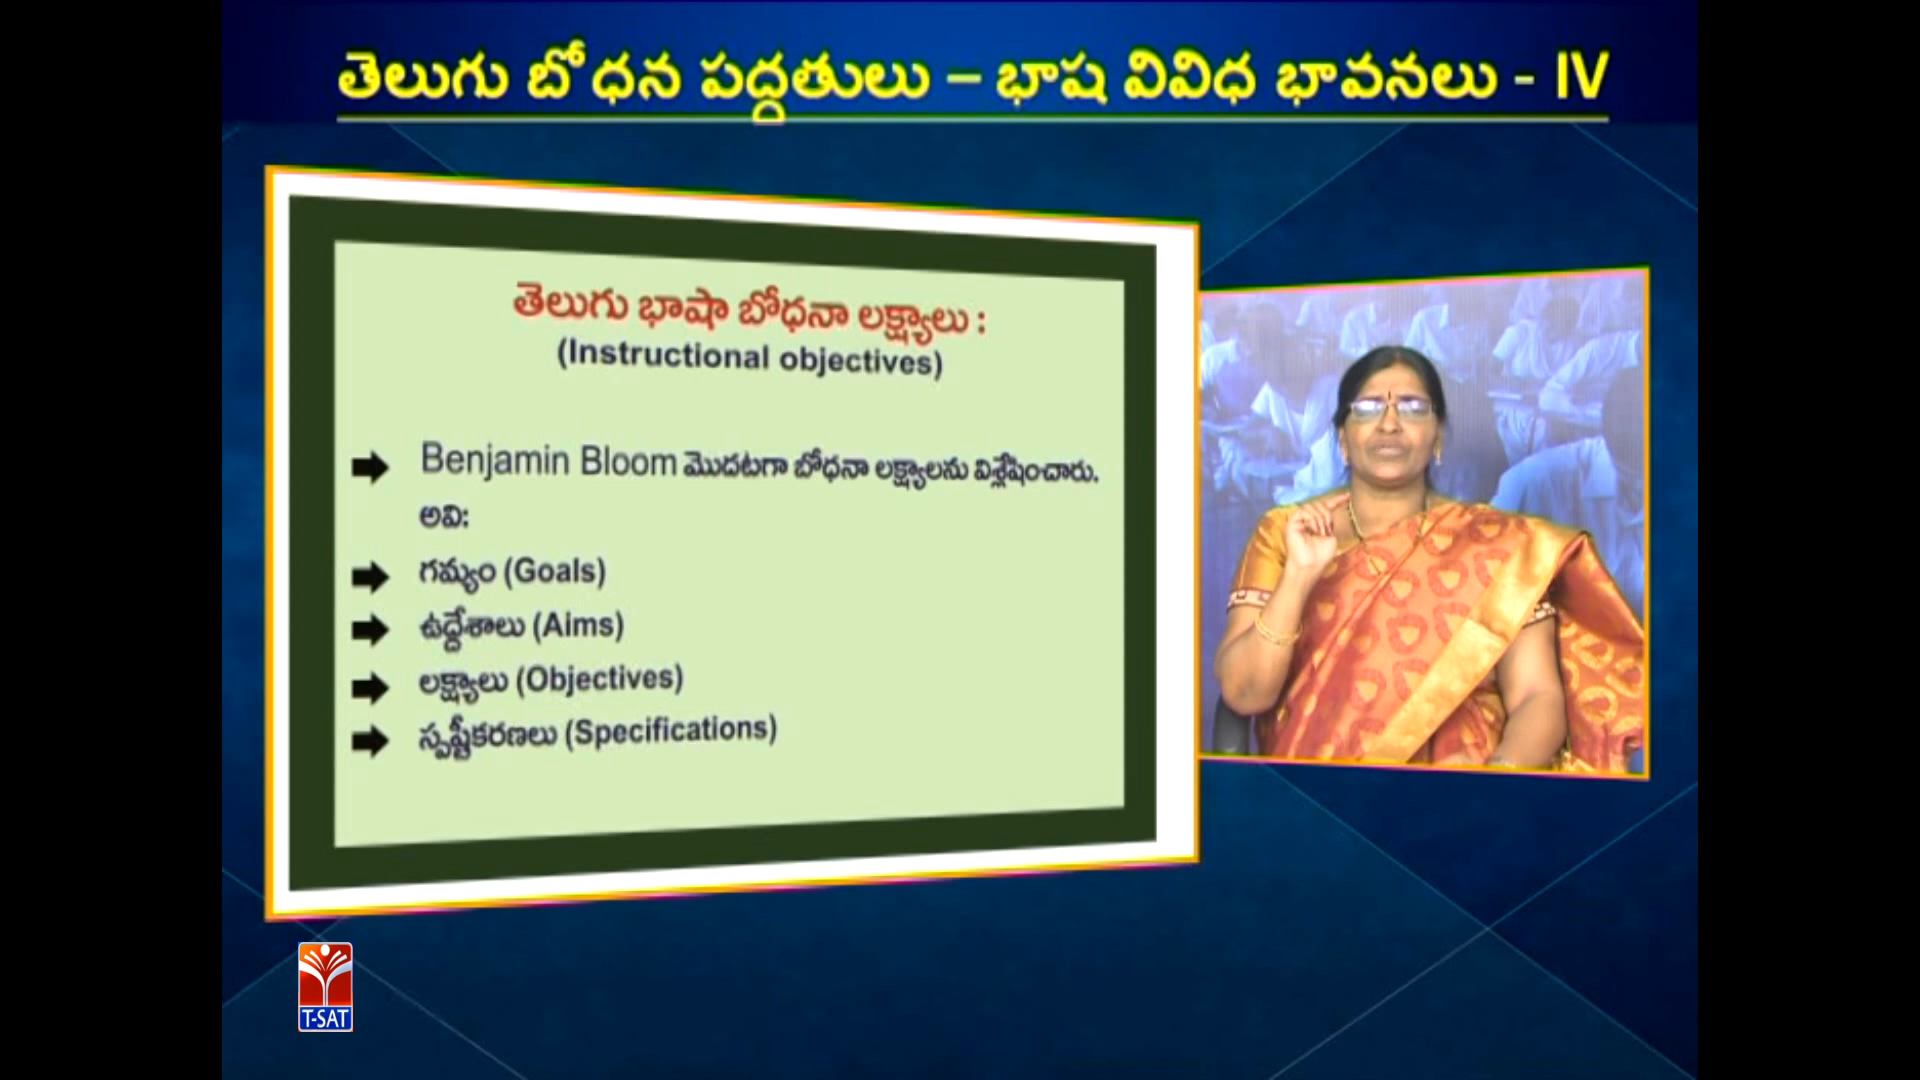 తెలుగు బోధన పద్దతులు – భాష వివిధ భావనలు - IV
తెలుగు భాషా బోధనా లక్ష్యాలు :
(Instructional objectives)
Benjamin Bloom మొదటగా బోధనా లక్ష్యాలను విశ్లేషించారు.
అవి:
గమ్యం (Goals)
ఉద్దేశాలు (Aims)
లక్ష్యాలు (Objectives)
స్పష్టీకరణలు (Specifications)
T-SAT